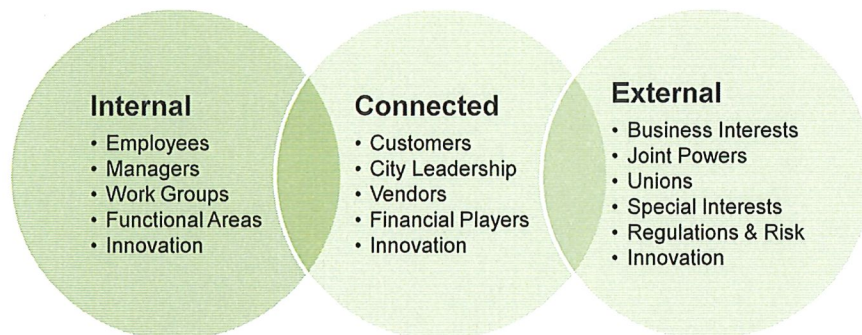 Internal
• Employees
• Managers
• Work Groups
• Functional Areas
• Innovation
Connected
• Customers
• City Leadership
• Vendors
• Financial Players
• Innovation
External
• Business Interests
• Joint Powers
• Unions
• Special Interests
• Regulations & Risk
• Innovation